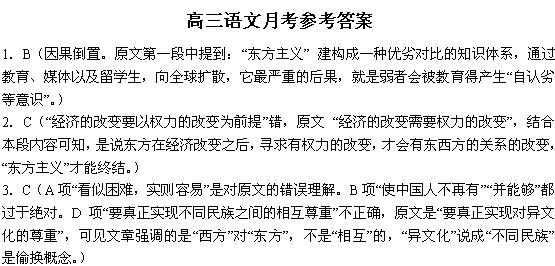 高三语文月考参考答案
1．B（因果倒置。原文第一段中提到：“东方主义” 建构成一种优劣对比的知识体系，通过
教育、媒体以及留学生，向全球扩散，它最严重的后果，就是弱者会被教育得产生“自认劣
等意识”。）
2．C（“经济的改变要以权力的改变为前提”错，原文 “经济的改变需要权力的改变”，结合
本段内容可知，是说东方在经济改变之后，寻求有权力的改变，才会有东西方的关系的改变，
“东方主义”才能终结。）
3．C（A 项“看似困难，实则容易”是对原文的错误理解。B 项“使中国人不再有”“并能够”都
过于绝对。D 项“要真正实现不同民族之间的相互尊重”不正确，原文是“要真正实现对异文
化的尊重”，可见文章强调的是“西方”对“东方”，不是“相互”的，“异文化”说成“不同民族”
是偷换概念。）